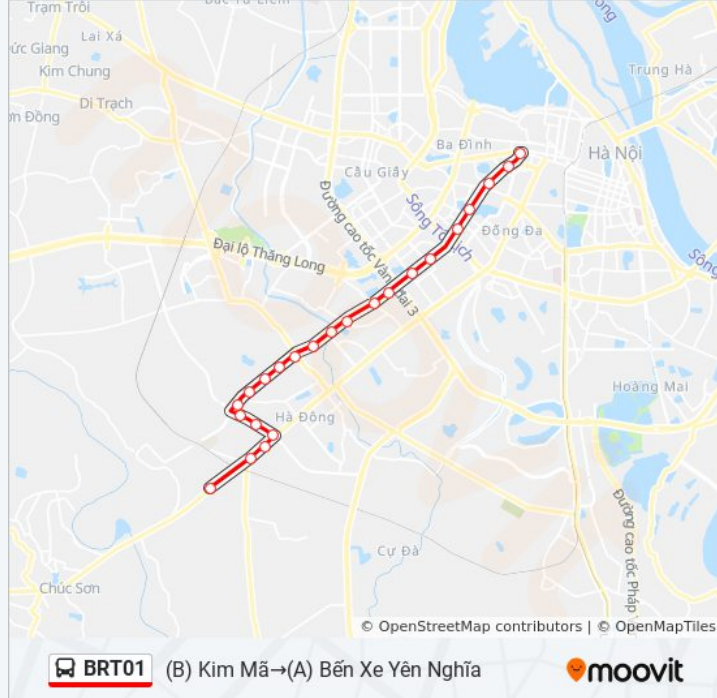 Trạm Trôi
Lai Xá
ức Giang
Kim Chung
Di Trạch
ơn Đồng
Trung Hà
Ba Đình
Hà Nội
Cầu Giấy
Sông Tô Lịch
Đống Đa
Đường cao tốc Vành đai 3
Đại lộ Thăng Long
Sông
Hoàng Mai
Hà Đông
Đường cao tốc Pháp V
Cự Đà
Chúc Sơn
© OpenStreetMap contributors | © OpenMapTiles
BRT01 (B) Kim Mã→(A) Bến Xe Yên Nghĩa
moovit